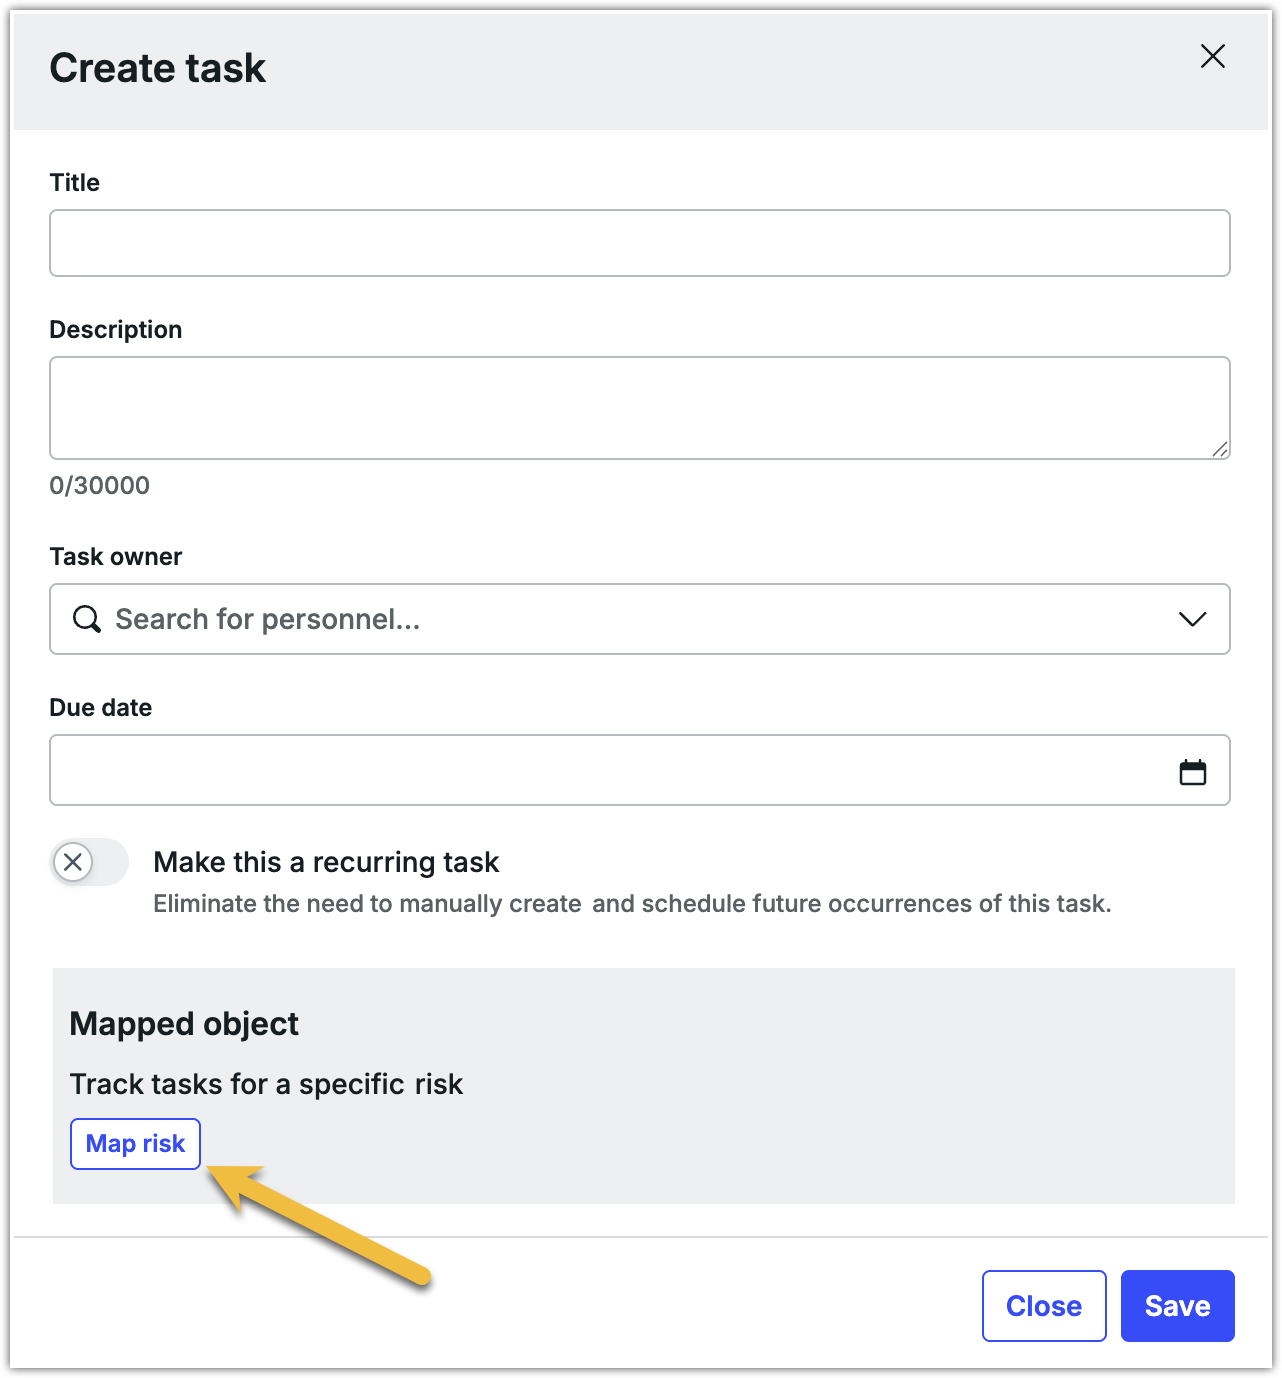 Create task
Title
Description
0/30000
Task owner
Search for personnel...
Due date
Make this a recurring task
Eliminate the need to manually create and schedule future occurrences of this task.
Mapped object
Track tasks for a specific risk
Map risk
Close
Save